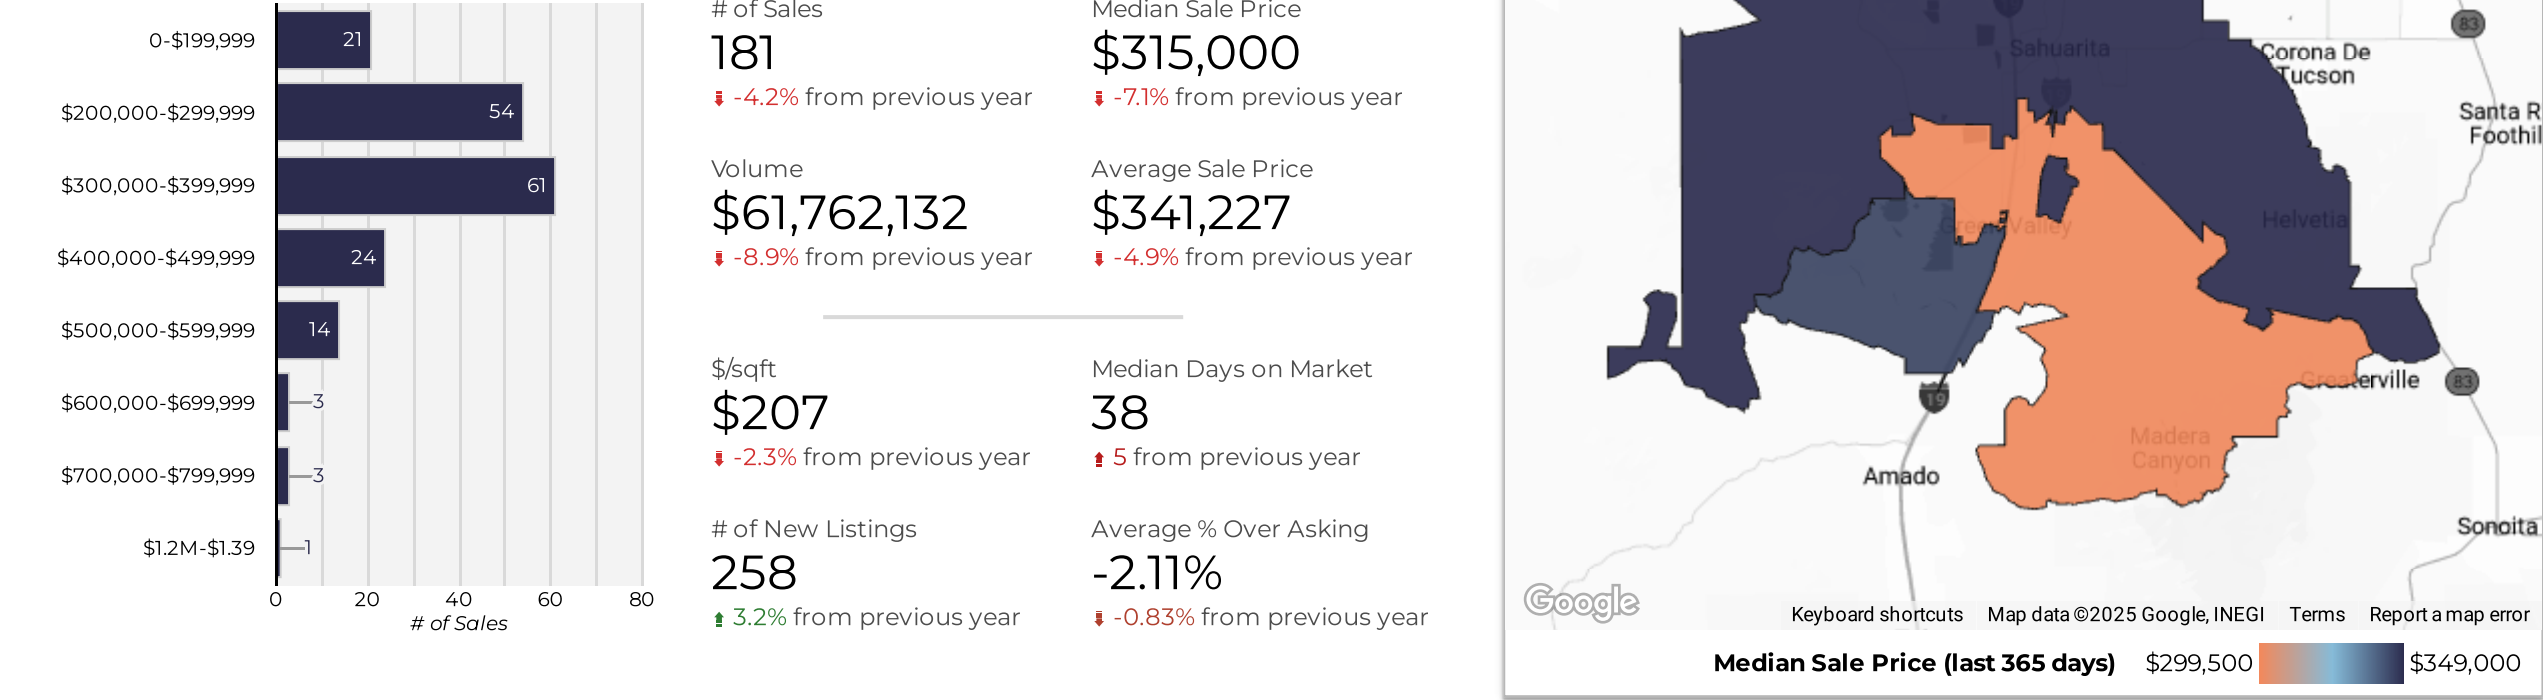 0-$199,999
21
$200,000-$299,999
54
$300,000-$399,999
61
$400,000-$499,999
24
$500,000-$599,999
14
$600,000-$699,999
3
$700,000-$799,999
3
$1.2M-$1.39
1
0 20 40 60 80
# of Sales
# of Sales
181
-4.2% from previous year
Median Sale Price
$315,000
-7.1% from previous year
Volume
$61,762,132
-8.9% from previous year
Average Sale Price
$341,227
-4.9% from previous year
$/sqft
$207
-2.3% from previous year
Median Days on Market
38
5 from previous year
# of New Listings
258
3.2% from previous year
Average % Over Asking
-2.11%
-0.83% from previous year
83
Sahuarita
Corona De
Tucson
Santa R
Foothil
Helvetia
Green Valley
Greaterville
83
19
Madera
Canyon
Amado
Sonoita
Google
Keyboard shortcuts Map data ©2025 Google, INEGI Terms Report a map error
Median Sale Price (last 365 days) $299,500 $349,000